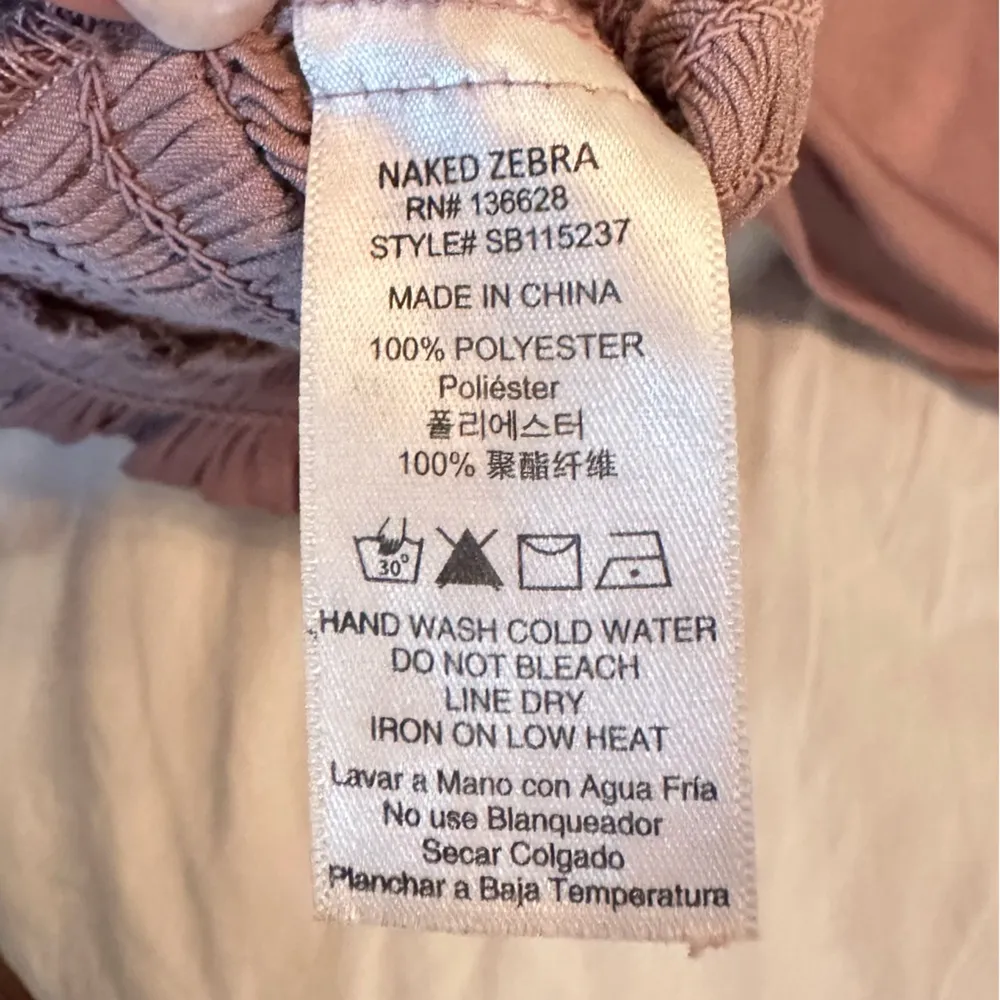 NAKED ZEBRA
RN# 136628
STYLE# SB115237
MADE IN CHINA
100% POLYESTER
Poliéster
폴리에스터
100% 聚酯纤维
30°
HAND WASH COLD WATER
DO NOT BLEACH
LINE DRY
IRON ON LOW HEAT
Lavar a Mano con Agua Fría
No use Blanqueador
Secar Colgado
Planchar a Baja Temperatura